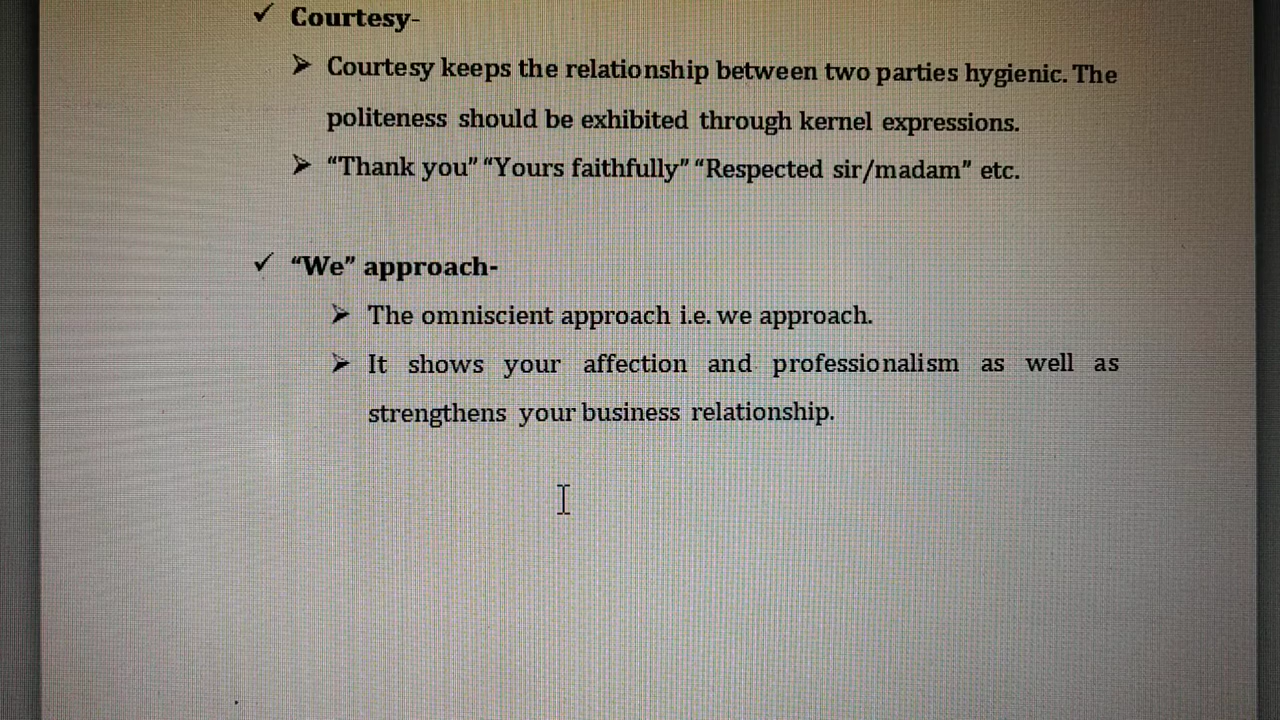 ✓ Courtesy-
➤ Courtesy keeps the relationship between two parties hygienic. The
politeness should be exhibited through kernel expressions.
➤ “Thank you” “Yours faithfully” “Respected sir/madam” etc.
✓ “We” approach-
➤ The omniscient approach i.e. we approach.
➤ It shows your affection and professionalism as well as
strengthens your business relationship.